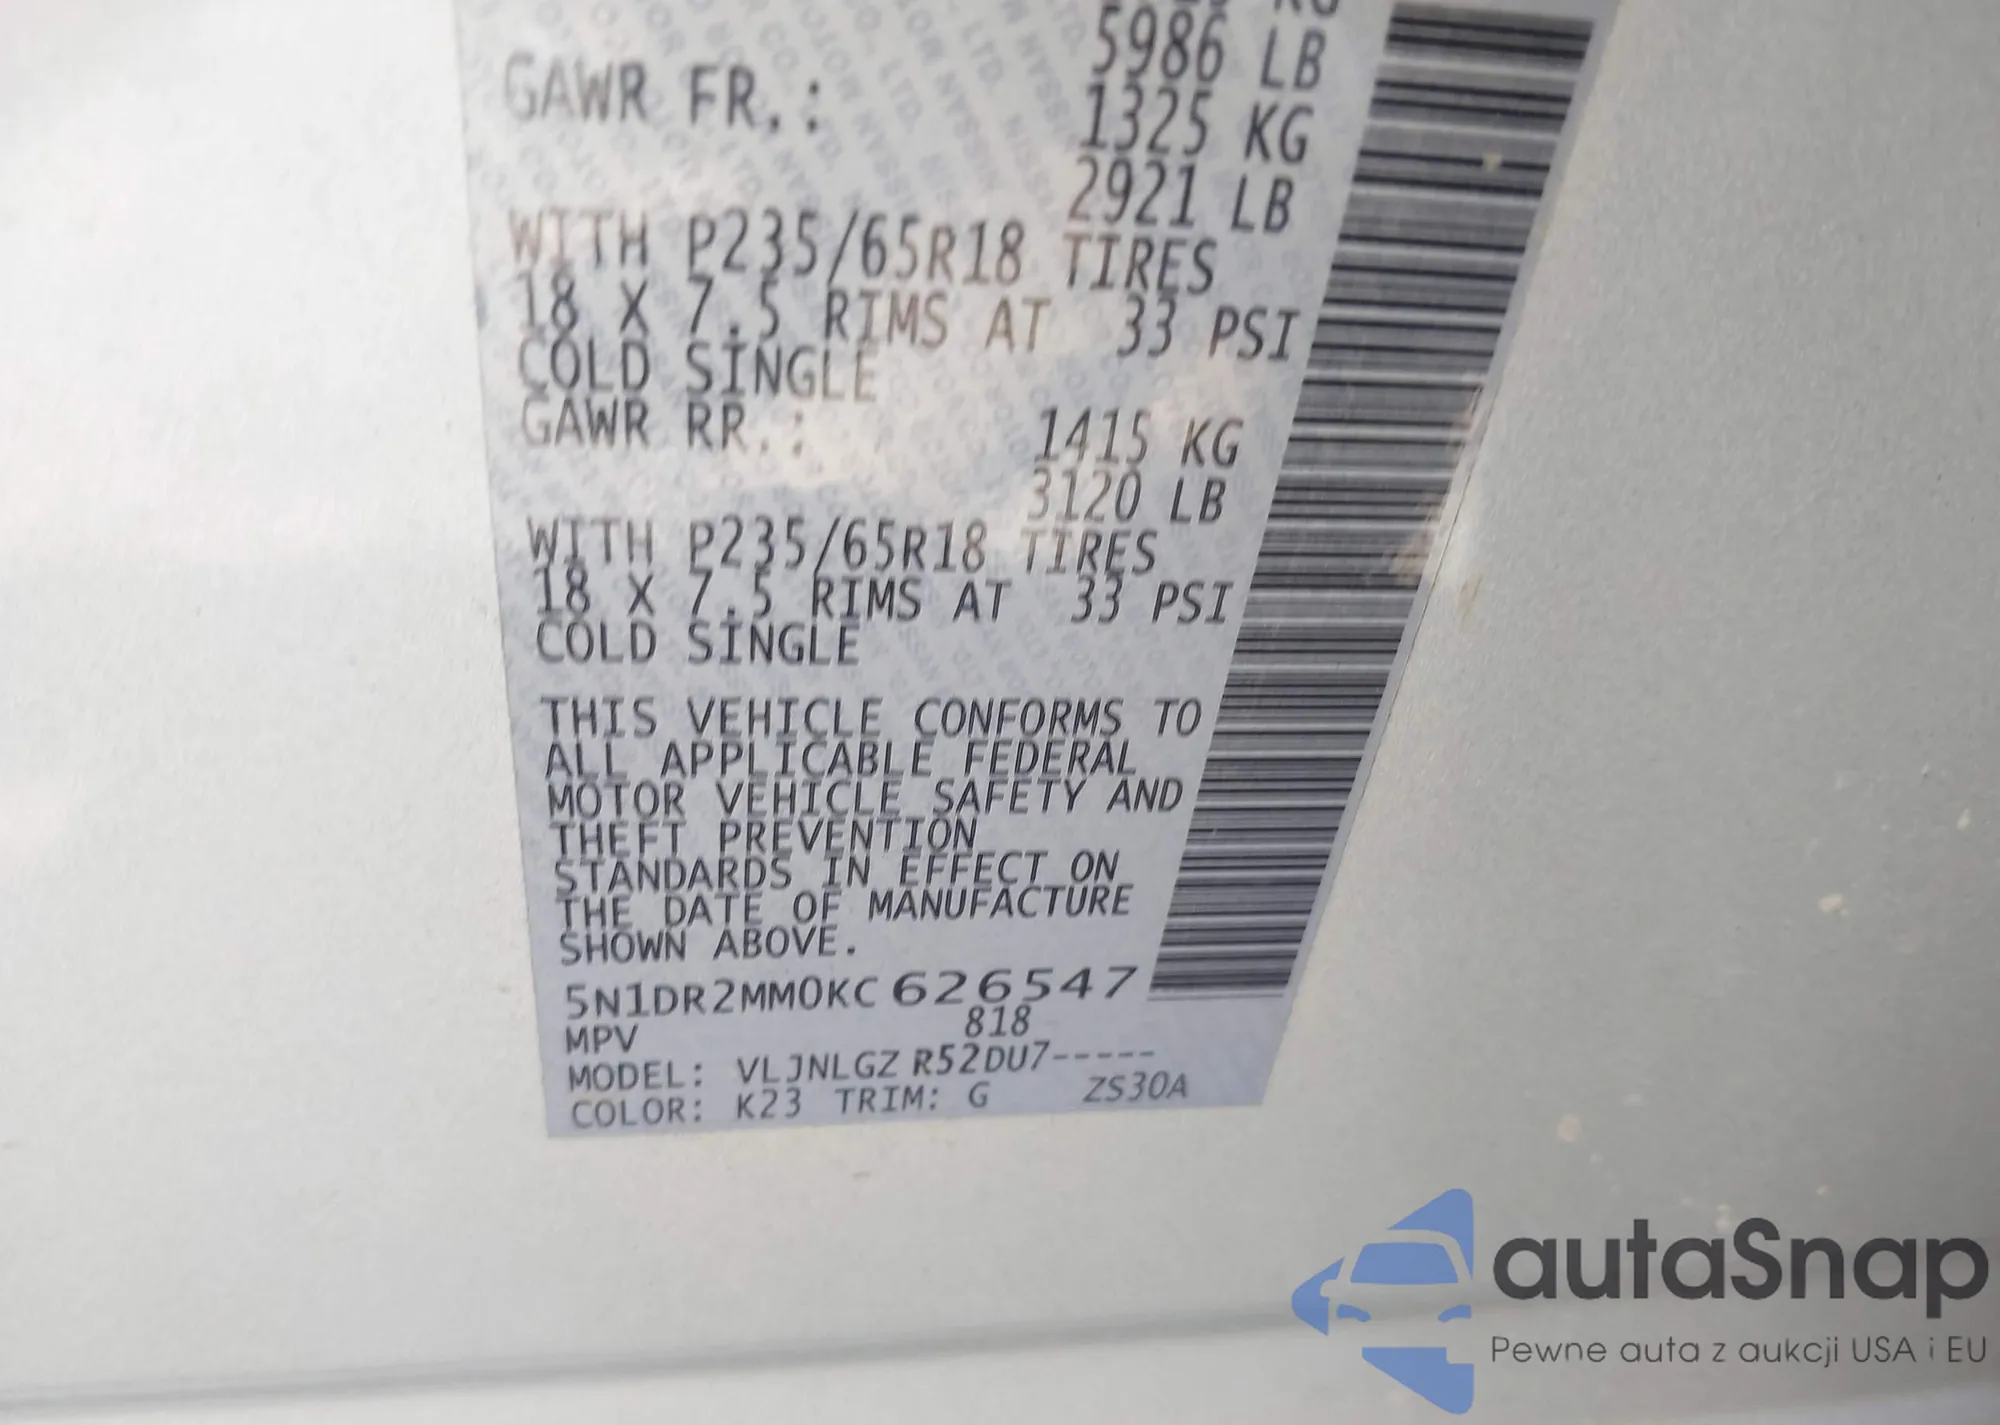 KG
5986 LB
GAWR FR.:
1325 KG
2921 LB
WITH P235/65R18 TIRES
18 X 7.5 RIMS AT 33 PSI
COLD SINGLE
GAWR RR.:
1415 KG
3120 LB
WITH P235/65R18 TIRES
18 X 7.5 RIMS AT 33 PSI
COLD SINGLE
THIS VEHICLE CONFORMS TO
ALL APPLICABLE FEDERAL
MOTOR VEHICLE SAFETY AND
THEFT PREVENTION
STANDARDS IN EFFECT ON
THE DATE OF MANUFACTURE
SHOWN ABOVE.
5N1DR2MM0KC626547
MPV 818
MODEL: VLJNLGZ R52DU7-----
COLOR: K23 TRIM: G ZS30A
autaSnap
Pewne auta z aukcji USA i EU